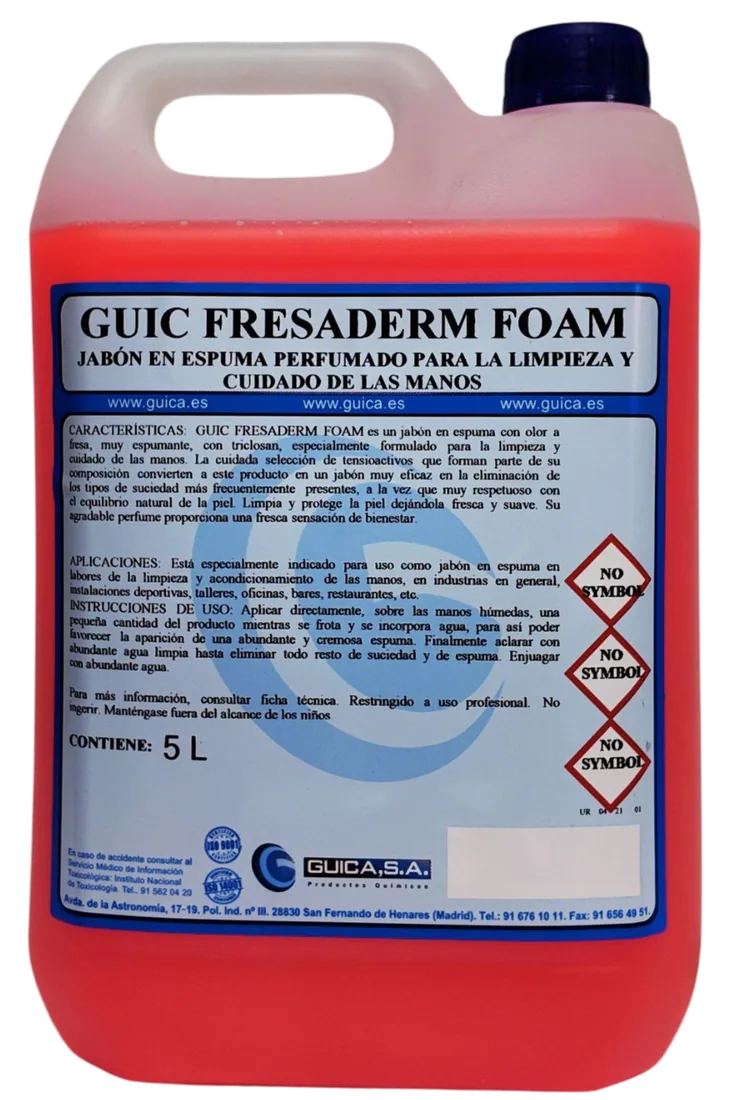 GUIC FRESADERM FOAM
JABÓN EN ESPUMA PERFUMADO PARA LA LIMPIEZA Y
CUIDADO DE LAS MANOS
www.guica.es www.guica.es www.guica.es
CARACTERÍSTICAS: GUIC FRESADERM FOAM es un jabón en espuma con olor a
fresa, muy espumante, con triclosan, especialmente formulado para la limpieza y
cuidado de las manos. La cuidada selección de tensioactivos que forman parte de su
composición convierten a este producto en un jabón muy eficaz en la eliminación de
los tipos de suciedad más frecuentemente presentes, a la vez que muy respetuoso con
el equilibrio natural de la piel. Limpia y protege la piel dejándola fresca y suave. Su
agradable perfume proporciona una fresca sensación de bienestar.
APLICACIONES: Está especialmente indicado para uso como jabón en espuma en
labores de la limpieza y acondicionamiento de las manos, en industrias en general,
instalaciones deportivas, talleres, oficinas, bares, restaurantes, etc.
INSTRUCCIONES DE USO: Aplicar directamente, sobre las manos húmedas, una
pequeña cantidad del producto mientras se frota y se incorpora agua, para así poder
favorecer la aparición de una abundante y cremosa espuma. Finalmente aclarar con
abundante agua limpia hasta eliminar todo resto de suciedad y de espuma. Enjuagar
con abundante agua.
Para más información, consultar ficha técnica. Restringido a uso profesional. No
ingerir. Manténgase fuera del alcance de los niños
CONTIENE: 5 L
NO
SYMBOL
NO
SYMBOL
NO
SYMBOL
UR 04 21 01
En caso de accidente consultar al
Servicio Médico de Información
Toxicológica: Instituto Nacional
de Toxicología. Tel.. 91 562 04 20
ISO 9001
ISO 14001
GUICA,S.A.
Productos Químicos
Avda. de la Astronomía, 17-19. Pol. Ind. nº III. 28830 San Fernando de Henares (Madrid). Tel.: 91 676 10 11. Fax: 91 656 49 51.